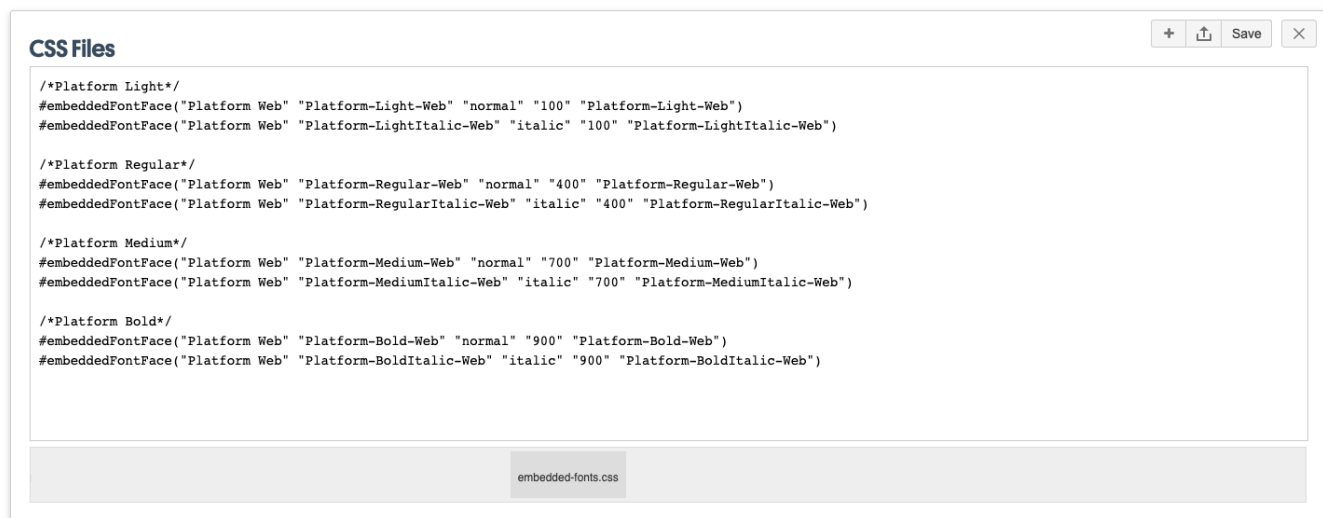 CSS Files
+
Save
×
/*Platform Light*/
#embeddedFontFace("Platform Web" "Platform-Light-Web" "normal" "100" "Platform-Light-Web")
#embeddedFontFace("Platform Web" "Platform-LightItalic-Web" "italic" "100" "Platform-LightItalic-Web")
/*Platform Regular*/
#embeddedFontFace("Platform Web" "Platform-Regular-Web" "normal" "400" "Platform-Regular-Web")
#embeddedFontFace("Platform Web" "Platform-RegularItalic-Web" "italic" "400" "Platform-RegularItalic-Web")
/*Platform Medium*/
#embeddedFontFace("Platform Web" "Platform-Medium-Web" "normal" "700" "Platform-Medium-Web")
#embeddedFontFace("Platform Web" "Platform-MediumItalic-Web" "italic" "700" "Platform-MediumItalic-Web")
/*Platform Bold*/
#embeddedFontFace("Platform Web" "Platform-Bold-Web" "normal" "900" "Platform-Bold-Web")
#embeddedFontFace("Platform Web" "Platform-BoldItalic-Web" "italic" "900" "Platform-BoldItalic-Web")
embedded-fonts.css